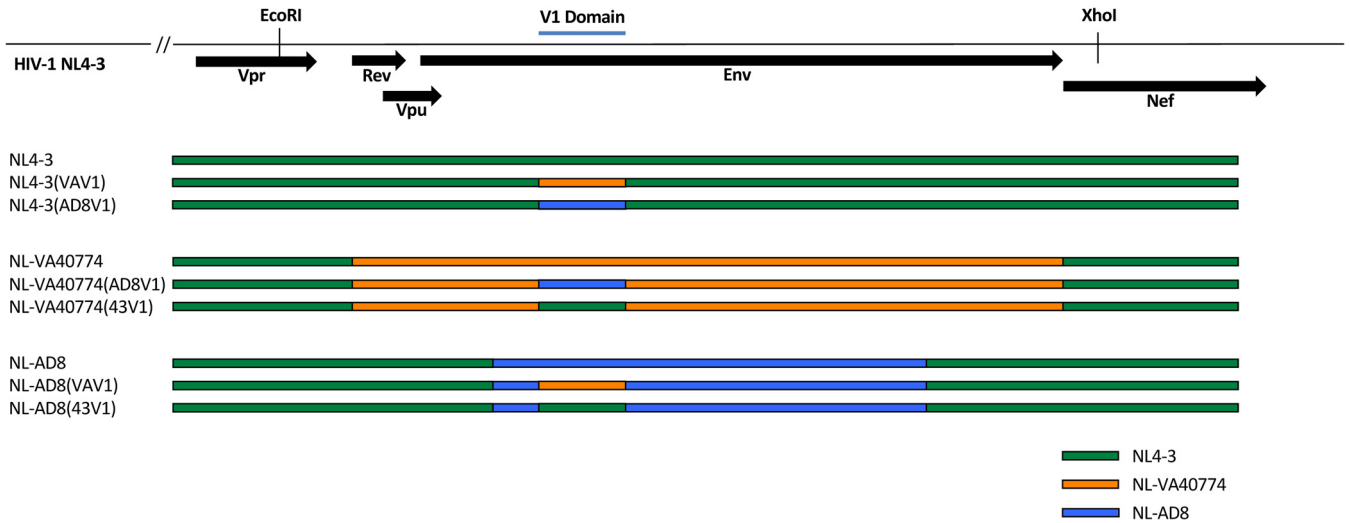 EcoRI
V1 Domain
XhoI
//
HIV-1 NL4-3
Vpr
Rev
Env
Vpu
Nef
NL4-3
NL4-3(VAV1)
NL4-3(AD8V1)
NL-VA40774
NL-VA40774(AD8V1)
NL-VA40774(43V1)
NL-AD8
NL-AD8(VAV1)
NL-AD8(43V1)
NL4-3
NL-VA40774
NL-AD8